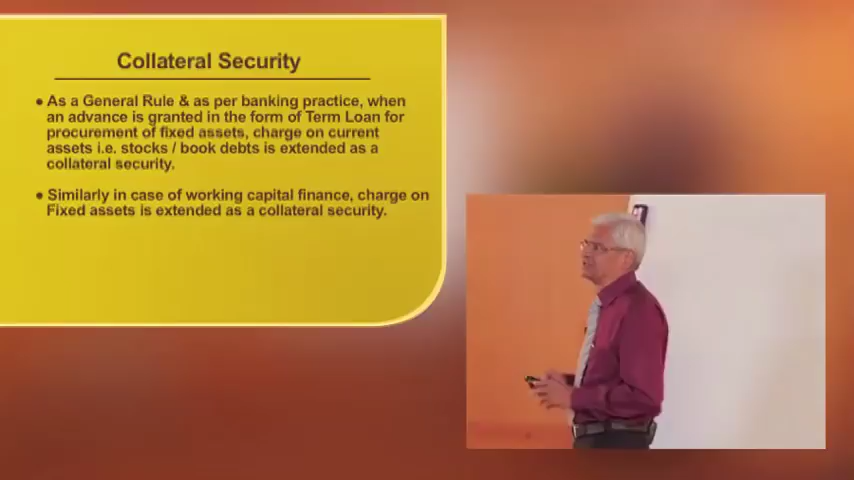 Collateral Security
• As a General Rule & as per banking practice, when
an advance is granted in the form of Term Loan for
procurement of fixed assets, charge on current
assets i.e. stocks / book debts is extended as a
collateral security.
• Similarly in case of working capital finance, charge on
Fixed assets is extended as a collateral security.